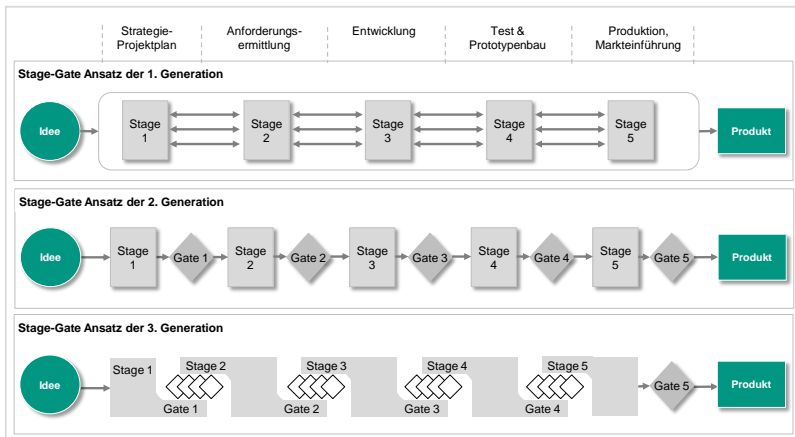 Strategie-
Projektplan
Anforderungs-
ermittlung
Entwicklung
Test &
Prototypenbau
Produktion,
Markteinführung
Stage-Gate Ansatz der 1. Generation
Idee
Stage
1
Stage
2
Stage
3
Stage
4
Stage
5
Produkt
Stage-Gate Ansatz der 2. Generation
Idee
Stage
1
Gate 1
Stage
2
Gate 2
Stage
3
Gate 3
Stage
4
Gate 4
Stage
5
Gate 5
Produkt
Stage-Gate Ansatz der 3. Generation
Idee
Stage 1
Gate 1
Stage 2
Gate 2
Stage 3
Gate 3
Stage 4
Gate 4
Stage 5
Gate 5
Produkt